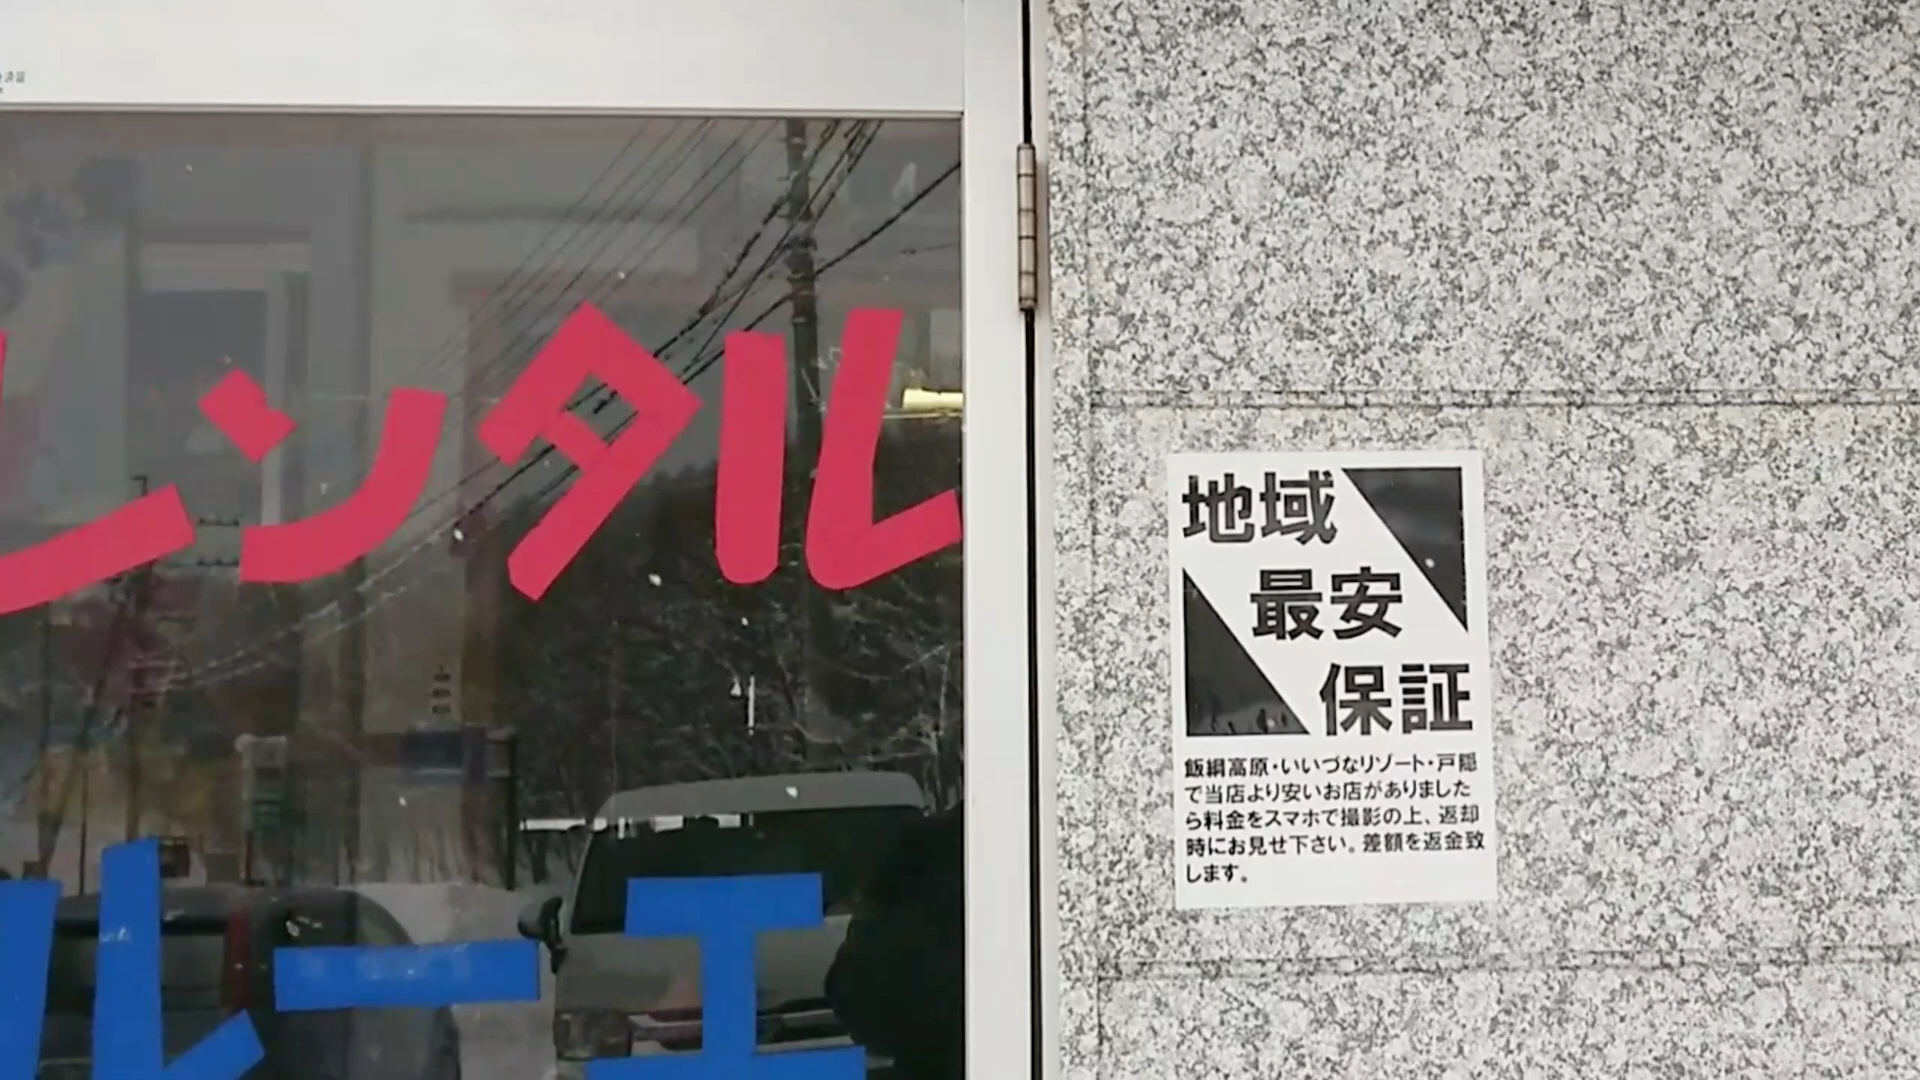 レンタル
ルーエ
地域
最安
保証
飯綱高原・いいづなリゾート・戸隠
で当店より安いお店がありました
ら料金をスマホで撮影の上、返却
時にお見せ下さい。差額を返金致
します。